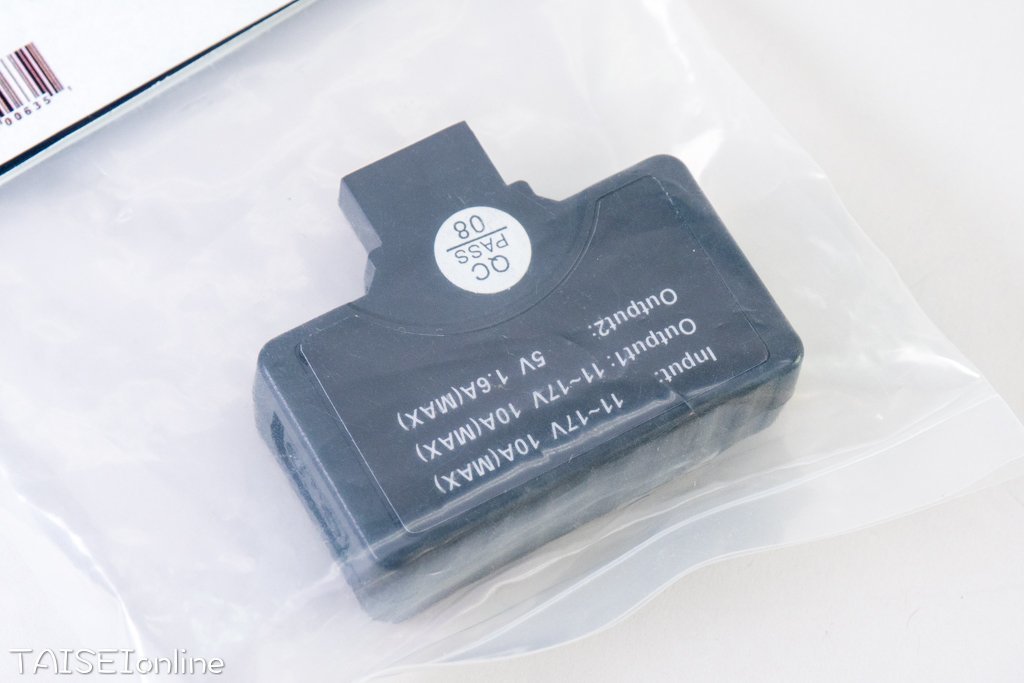 00635
QC
PASS
08
Input: 11~17V 10A(MAX)
Output1: 11~17V 10A(MAX)
Output2: 5V 1.6A(MAX)
TAISEIonline